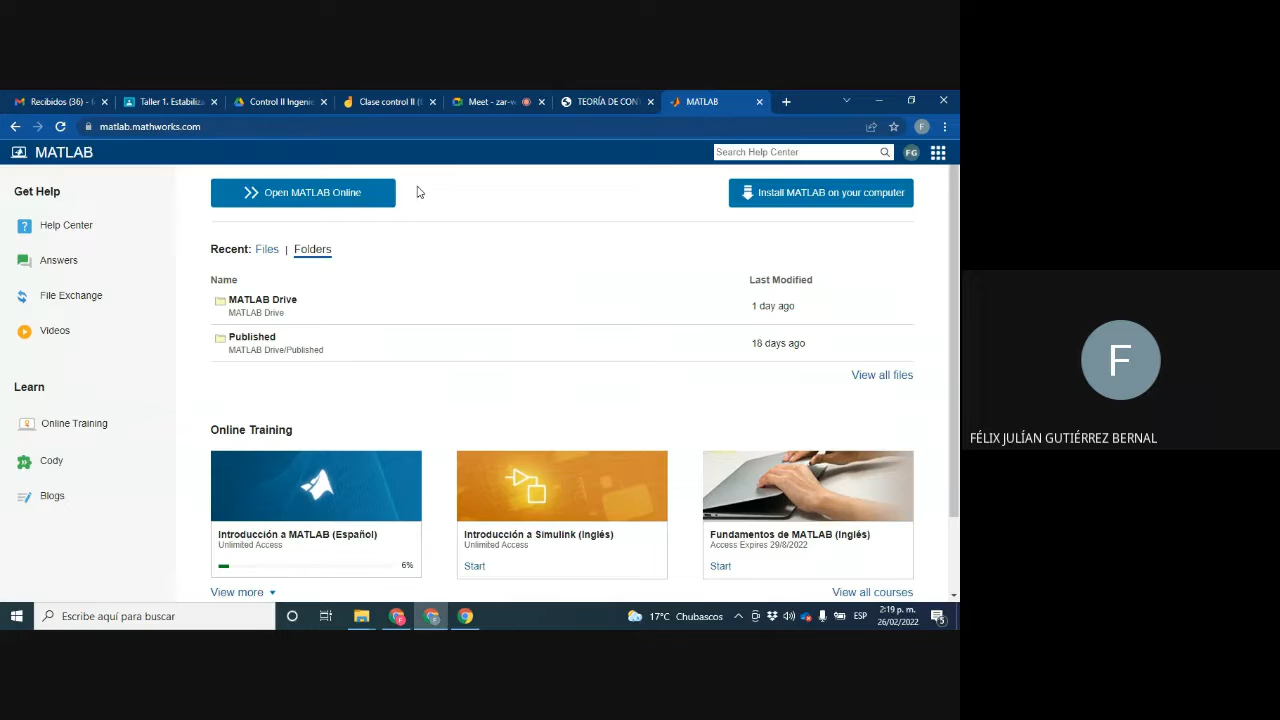 Recibidos (36) - f
Taller 1. Estabiliza
Control II Ingenie
Clase control II (
Meet - zar-w
TEORÍA DE CONT
MATLAB
matlab.mathworks.com
MATLAB
Search Help Center
FG
F
Get Help
Help Center
Answers
File Exchange
Videos
Learn
Online Training
Cody
Blogs
Open MATLAB Online
Install MATLAB on your computer
Recent: Files | Folders
Name Last Modified
MATLAB Drive
MATLAB Drive
1 day ago
Published
MATLAB Drive/Published
18 days ago
View all files
Online Training
Introducción a MATLAB (Español)
Unlimited Access
6%
Introducción a Simulink (Inglés)
Unlimited Access
Start
Fundamentos de MATLAB (Inglés)
Access Expires 29/8/2022
Start
View more
View all courses
Escribe aquí para buscar
17°C Chubascos
ESP
2:19 p. m.
26/02/2022
5
F
FÉLIX JULÍAN GUTIÉRREZ BERNAL